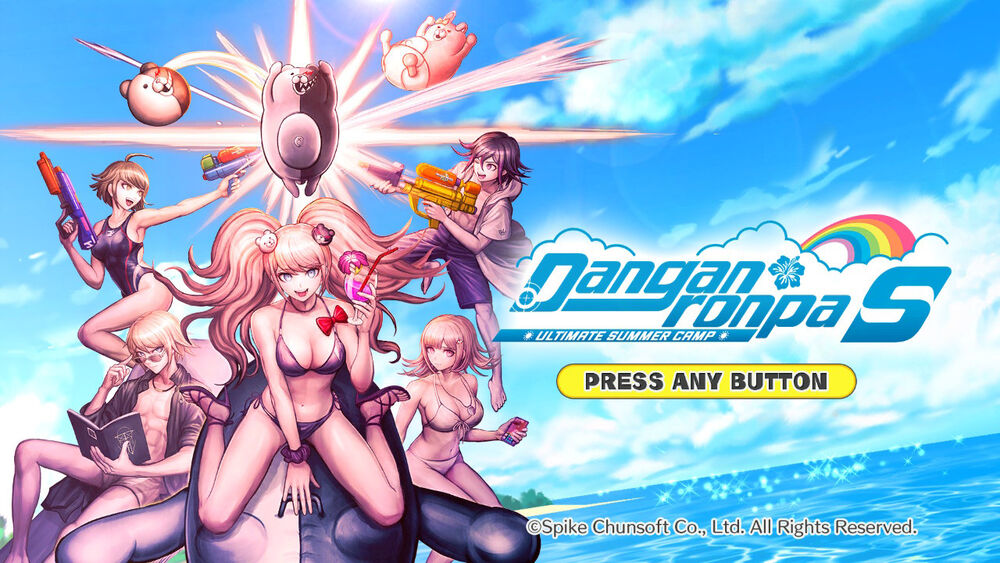 Dangan
ronpa S
ULTIMATE SUMMER CAMP
PRESS ANY BUTTON
©Spike Chunsoft Co., Ltd. All Rights Reserved.